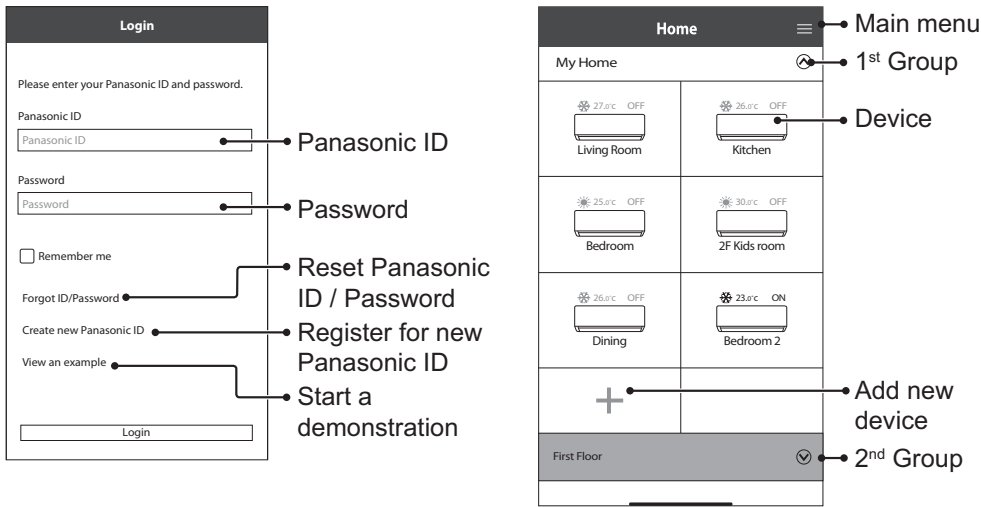 Login
Please enter your Panasonic ID and password.
Panasonic ID
Panasonic ID
Password
Password
Remember me
Forgot ID/Password
Create new Panasonic ID
View an example
Login
Panasonic ID
Password
Reset Panasonic
ID / Password
Register for new
Panasonic ID
Start a
demonstration
Home
My Home
27.0°C OFF
Living Room
26.0°C OFF
Kitchen
25.0°C OFF
Bedroom
30.0°C OFF
2F Kids room
26.0°C OFF
Dining
23.0°C ON
Bedroom 2
First Floor
Main menu
1st Group
Device
Add new
device
2nd Group